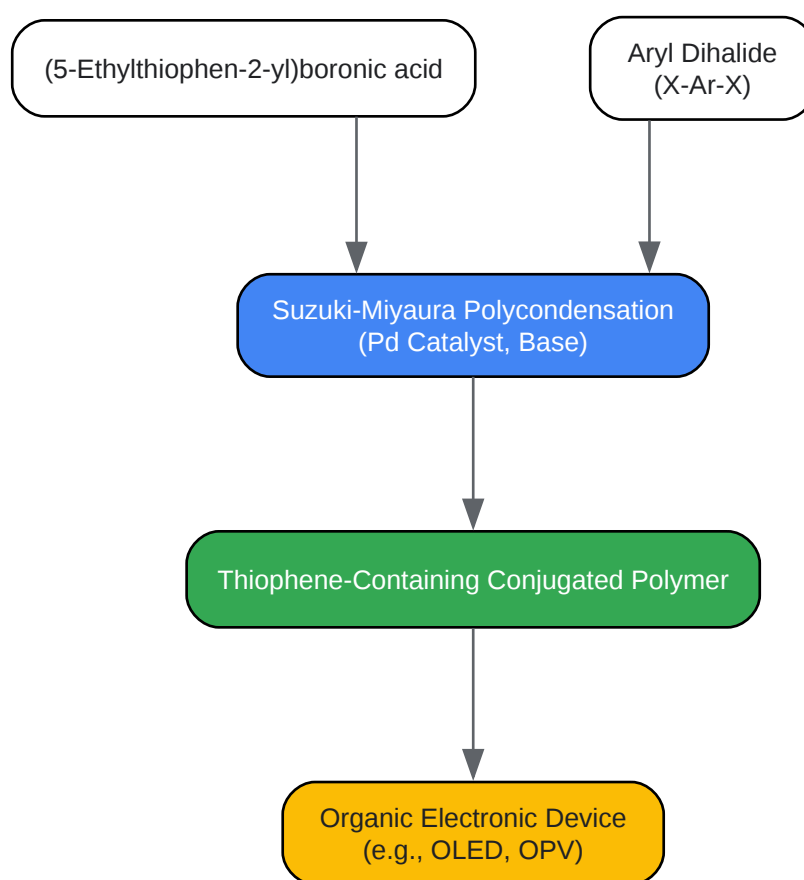 (5-Ethylthiophen-2-yl)boronic acid
Aryl Dihalide
(X-Ar-X)
Suzuki-Miyaura Polycondensation
(Pd Catalyst, Base)
Thiophene-Containing Conjugated Polymer
Organic Electronic Device
(e.g., OLED, OPV)